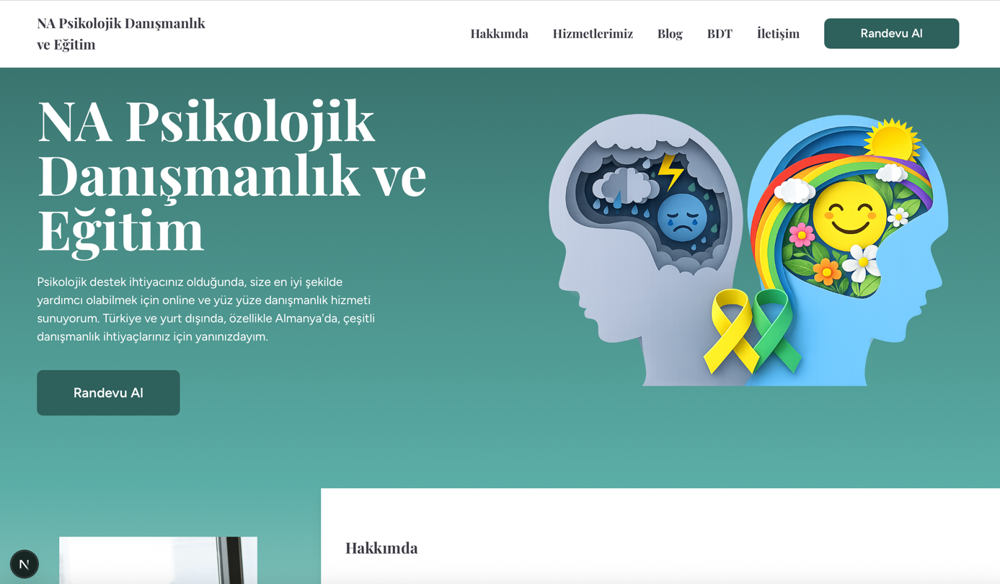 NA Psikolojik Danışmanlık
ve Eğitim
Hakkımda
Hizmetlerimiz
Blog
BDT
İletişim
Randevu Al
NA Psikolojik
Danışmanlık ve
Eğitim
Psikolojik destek ihtiyacınız olduğunda, size en iyi şekilde
yardımcı olabilmek için online ve yüz yüze danışmanlık hizmeti
sunuyorum. Türkiye ve yurt dışında, özellikle Almanya'da, çeşitli
danışmanlık ihtiyaçlarınız için yanınızdayım.
Randevu Al
Hakkımda
N